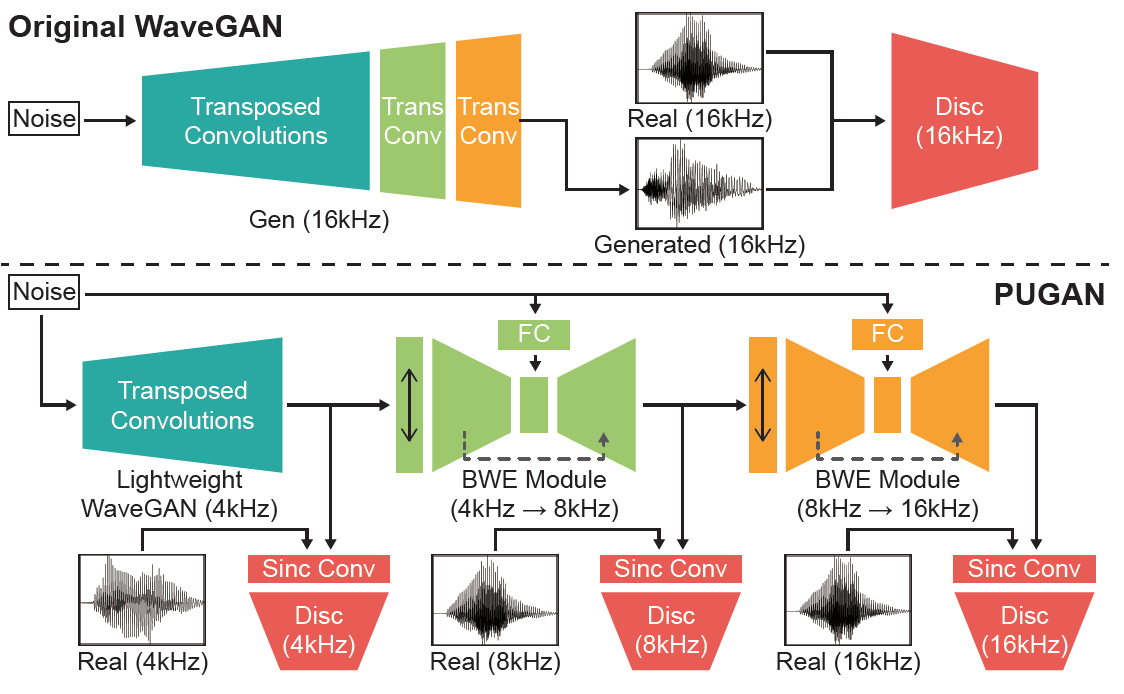 Original WaveGAN
Noise
Transposed
Convolutions
Trans
Conv
Trans
Conv
Gen (16kHz)
Real (16kHz)
Generated (16kHz)
Disc
(16kHz)
PUGAN
Noise
Transposed
Convolutions
Lightweight
WaveGAN (4kHz)
FC
BWE Module
(4kHz → 8kHz)
FC
BWE Module
(8kHz → 16kHz)
Real (4kHz)
Sinc Conv
Disc
(4kHz)
Real (8kHz)
Sinc Conv
Disc
(8kHz)
Real (16kHz)
Sinc Conv
Disc
(16kHz)